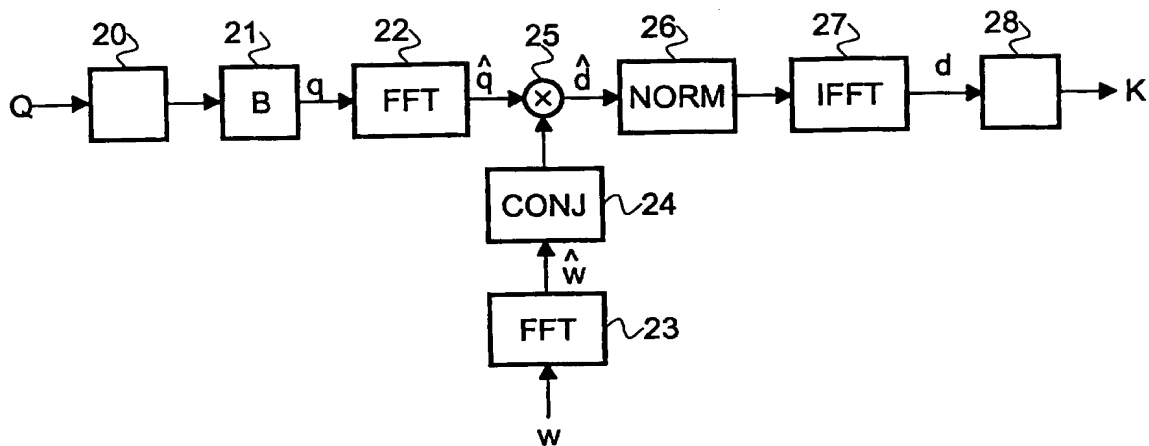 20 21 22 25 26 27 28
Q B q FFT q̂ × d̂ NORM IFFT d K
CONJ 24
ŵ
FFT 23
w